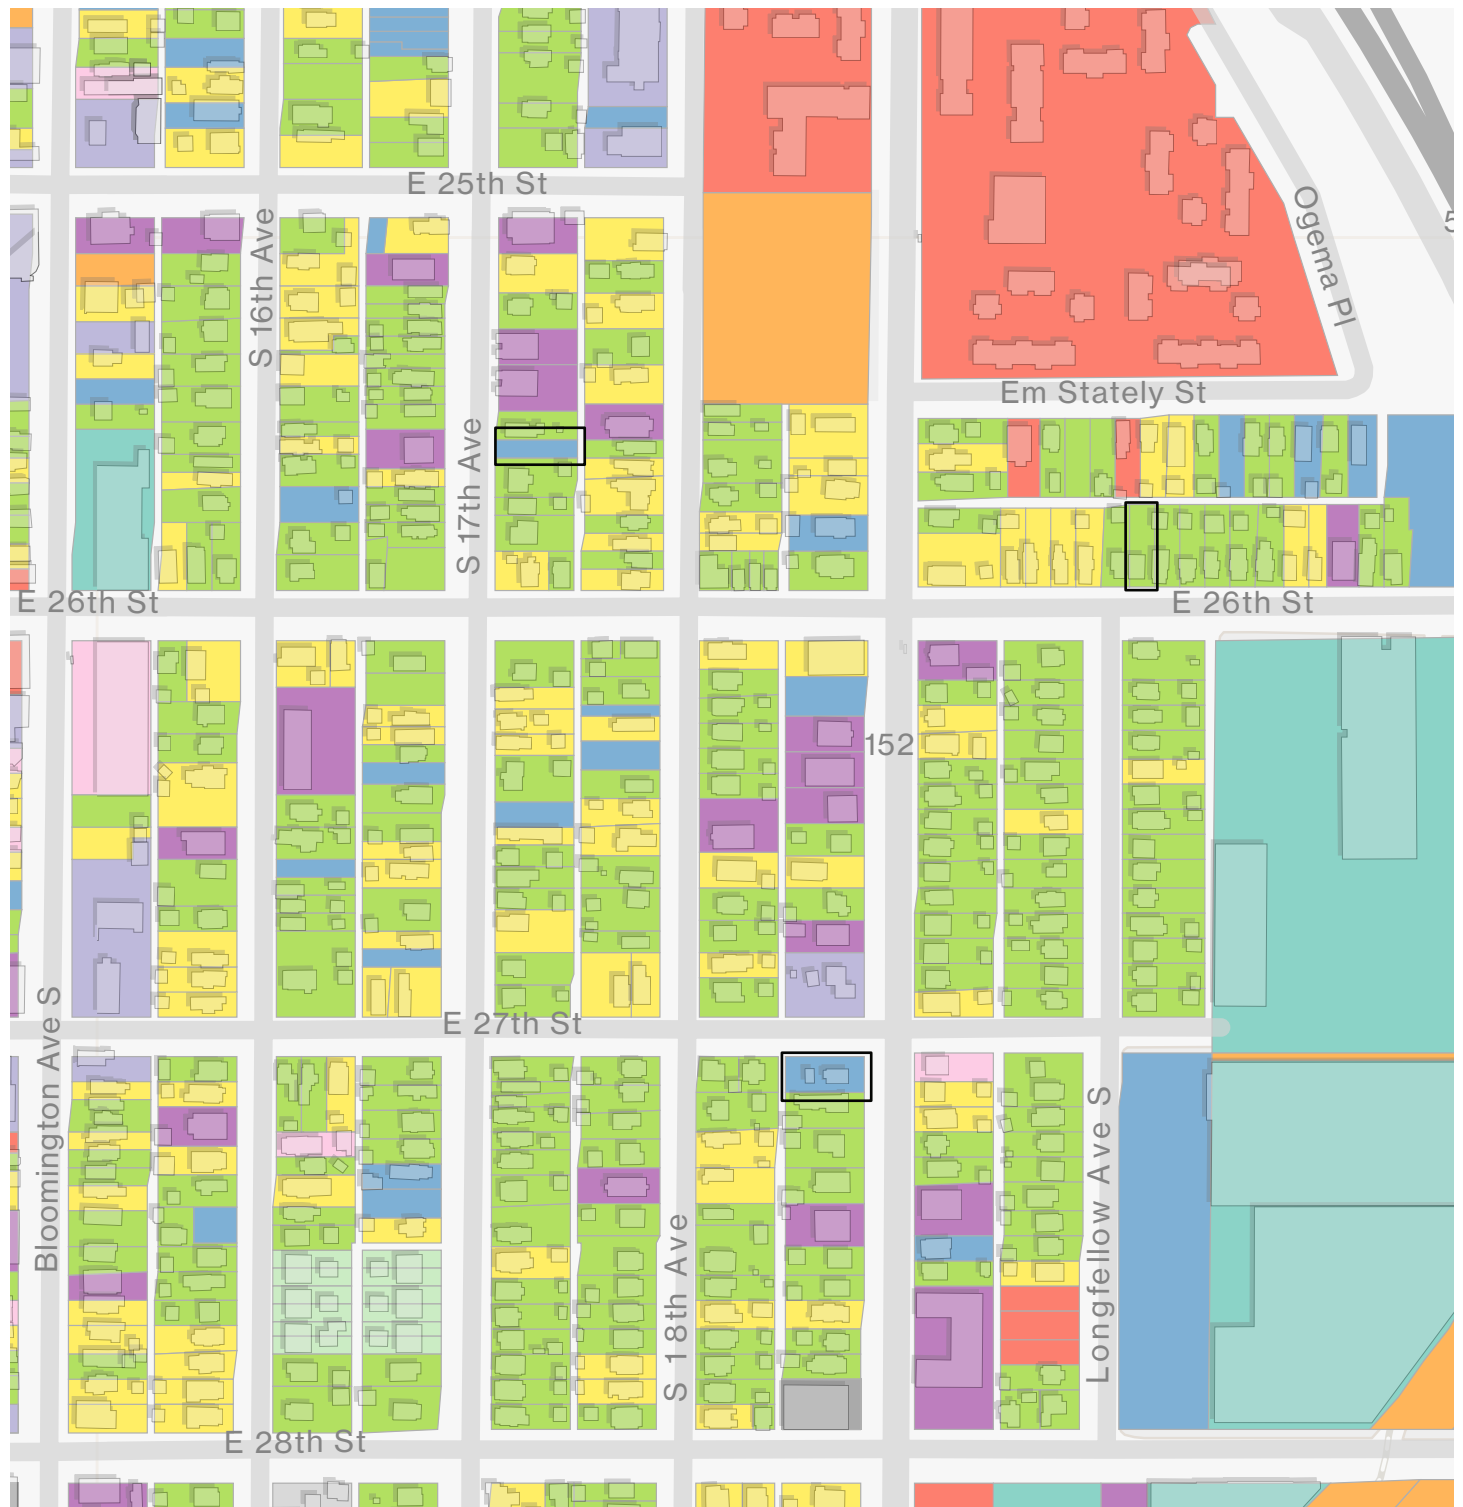 E 25th St
S 16th Ave
Ogema Pl
5
Em Stately St
S 17th Ave
E 26th St
E 26th St
152
Bloomington Ave S
E 27th St
S 18th Ave
Longfellow Ave S
E 28th St